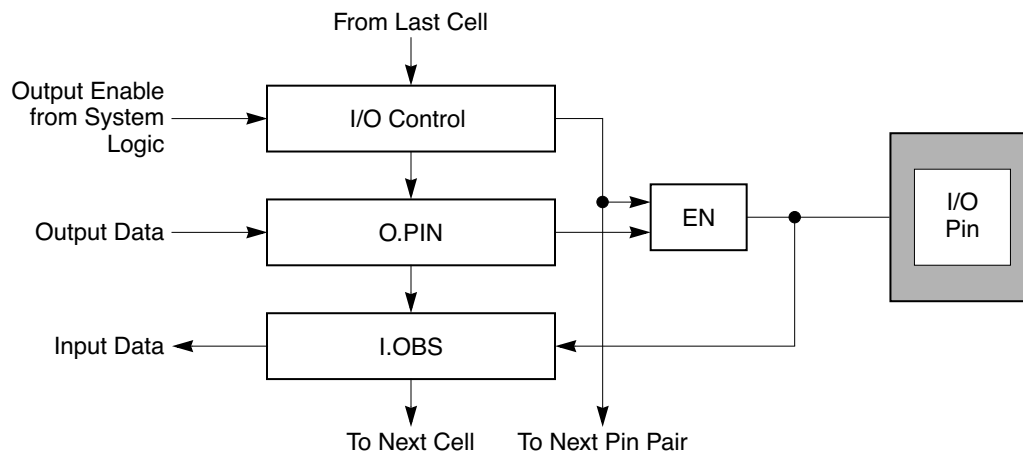 From Last Cell
Output Enable
from System
Logic
I/O Control
Output Data
O.PIN
EN
I/O
Pin
Input Data
I.OBS
To Next Cell
To Next Pin Pair